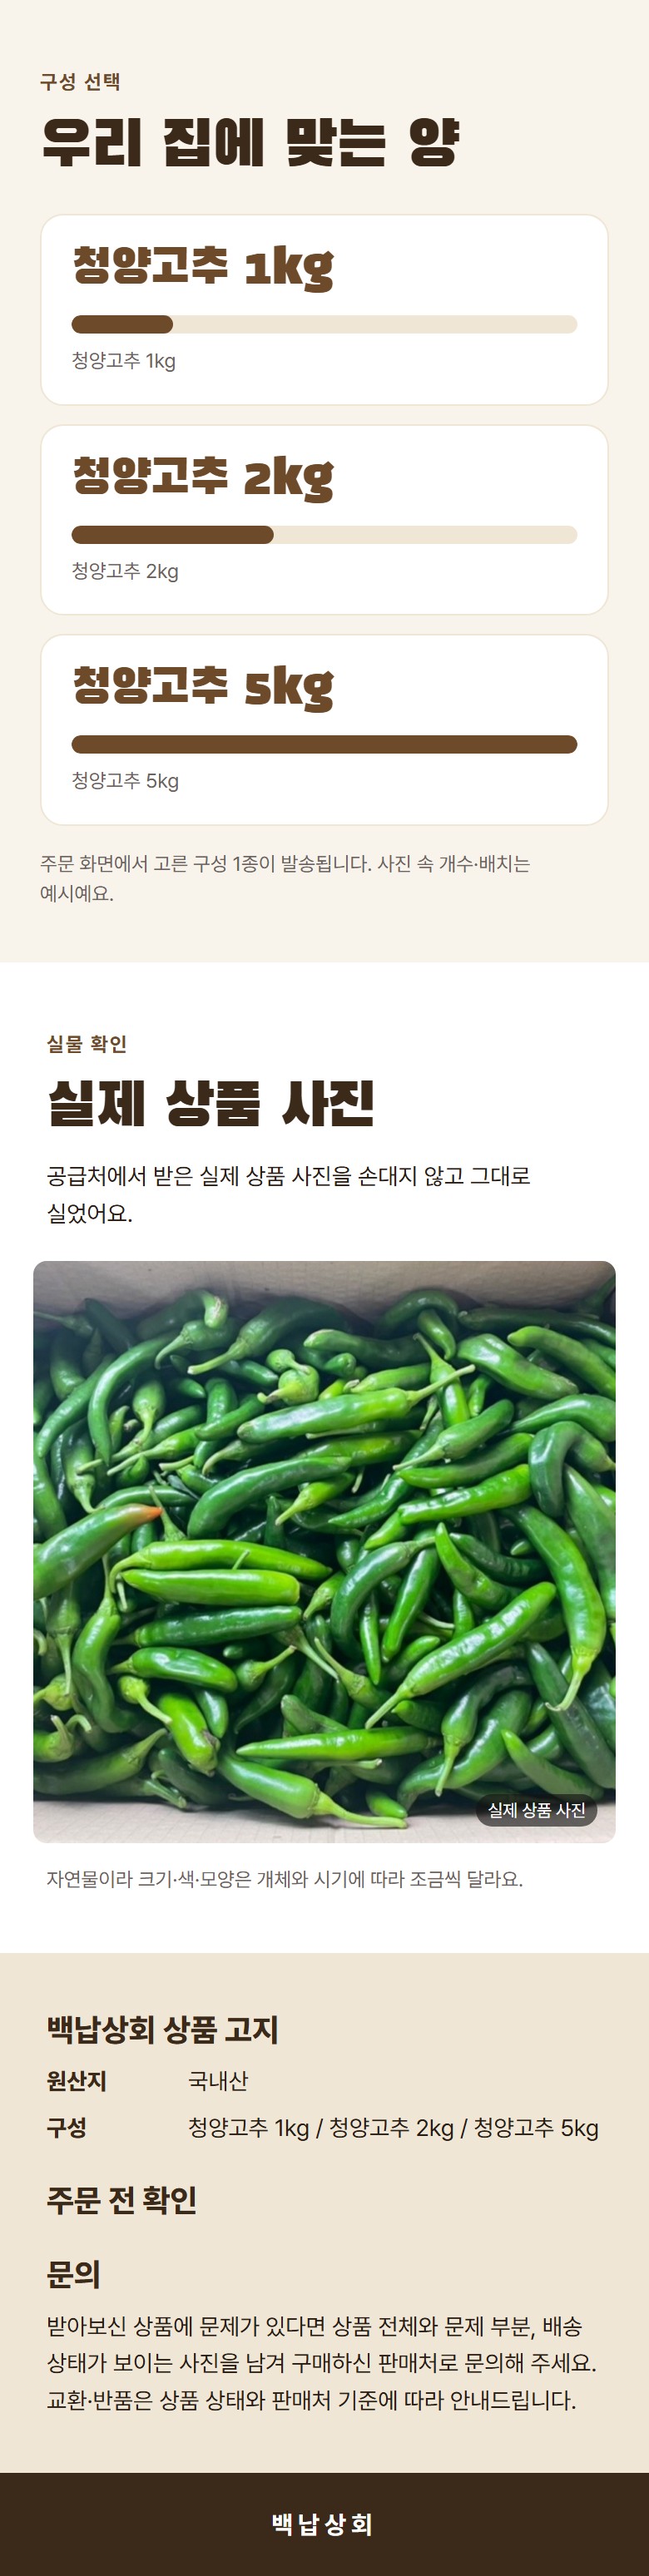 구성 선택
우리 집에 맞는 양
청양고추 1kg
청양고추 1kg
청양고추 2kg
청양고추 2kg
청양고추 5kg
청양고추 5kg
주문 화면에서 고른 구성 1종이 발송됩니다. 사진 속 개수·배치는
예시예요.
실물 확인
실제 상품 사진
공급처에서 받은 실제 상품 사진을 손대지 않고 그대로
실었어요.
실제 상품 사진
자연물이라 크기·색·모양은 개체와 시기에 따라 조금씩 달라요.
백납상회 상품 고지
원산지 국내산
구성 청양고추 1kg / 청양고추 2kg / 청양고추 5kg
주문 전 확인
문의
받아보신 상품에 문제가 있다면 상품 전체와 문제 부분, 배송
상태가 보이는 사진을 남겨 구매하신 판매처로 문의해 주세요.
교환·반품은 상품 상태와 판매처 기준에 따라 안내드립니다.
백납상회